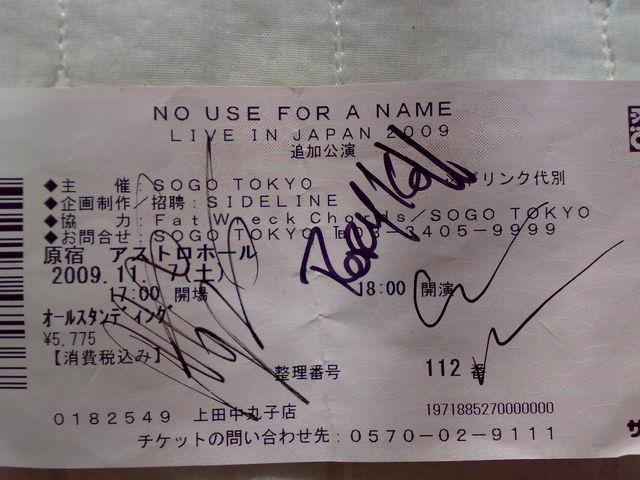 NO USE FOR A NAME
LIVE IN JAPAN 2009
追加公演
◆主 催:SOGO TOKYO ドリンク代別
◆企画制作/招聘:SIDELINE
◆協 力:Fat Wreck Chords/SOGO TOKYO
◆お問合せ:SOGO TOKYO ℡03-3405-9999
原宿 アストロホール
2009.11. 7(土)
17:00 開場 18:00 開演
オールスタンディング
¥5,775
【消費税込み】
整理番号 112 番
0182549 上田中丸子店 1971885270000000
チケットの問い合わせ先:0570-02-9111